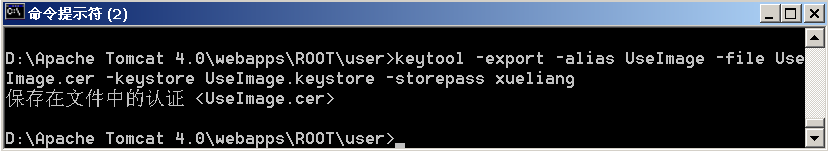 命令提示符 (2)
D:\Apache Tomcat 4.0\webapps\ROOT\user>keytool -export -alias UseImage -file Use
Image.cer -keystore UseImage.keystore -storepass xueliang
保存在文件中的认证 <UseImage.cer>
D:\Apache Tomcat 4.0\webapps\ROOT\user>_